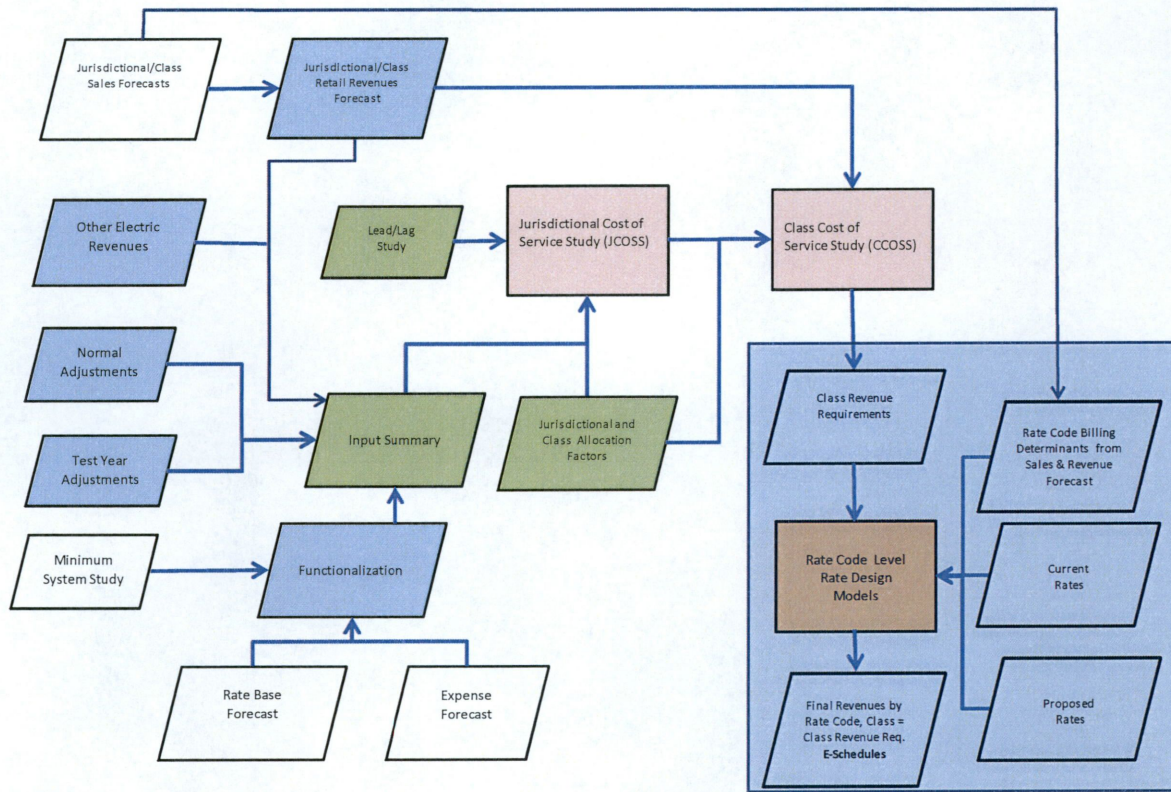 Jurisdictional/Class
Sales Forecasts
Jurisdictional/Class
Retail Revenues
Forecast
Other Electric
Revenues
Lead/Lag
Study
Jurisdictional Cost of
Service Study (JCOSS)
Class Cost of
Service Study (CCOSS)
Normal
Adjustments
Test Year
Adjustments
Input Summary
Jurisdictional and
Class Allocation
Factors
Class Revenue
Requirements
Rate Code Billing
Determinants from
Sales & Revenue
Forecast
Minimum
System Study
Functionalization
Rate Code Level
Rate Design
Models
Current
Rates
Rate Base
Forecast
Expense
Forecast
Final Revenues by
Rate Code, Class =
Class Revenue Req.
E-Schedules
Proposed
Rates